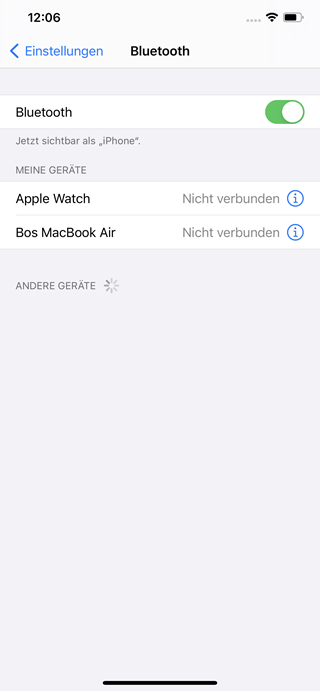 12:06
Einstellungen Bluetooth
Bluetooth
Jetzt sichtbar als „iPhone“.
MEINE GERÄTE
Apple Watch Nicht verbunden
Bos MacBook Air Nicht verbunden
ANDERE GERÄTE